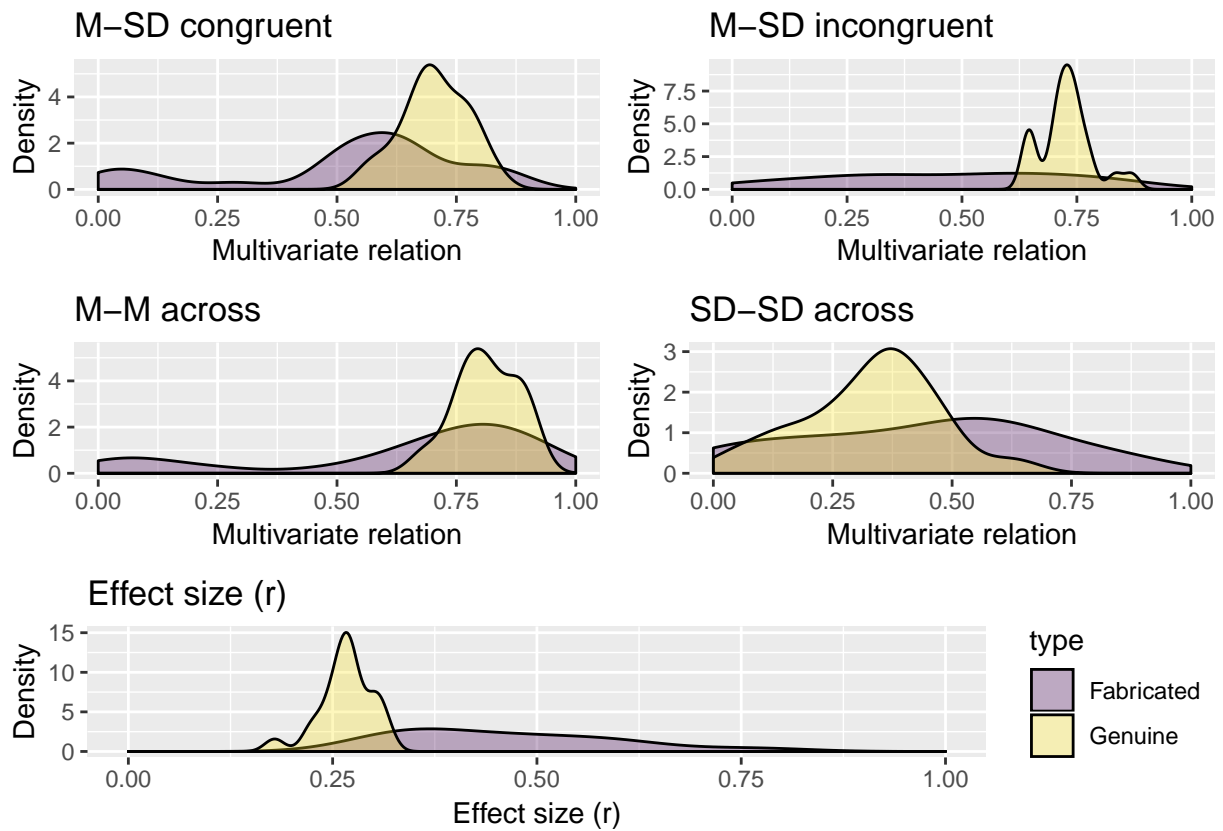 M−SD congruent
M−SD incongruent
Density
4
2
0
0.00 0.25 0.50 0.75 1.00
Multivariate relation
Density
7.5
5.0
2.5
0.0
0.00 0.25 0.50 0.75 1.00
Multivariate relation
M−M across
SD−SD across
Density
4
2
0
0.00 0.25 0.50 0.75 1.00
Multivariate relation
Density
3
2
1
0
0.00 0.25 0.50 0.75 1.00
Multivariate relation
Effect size (r)
Density
15
10
5
0
0.00 0.25 0.50 0.75 1.00
Effect size (r)
type
Fabricated
Genuine